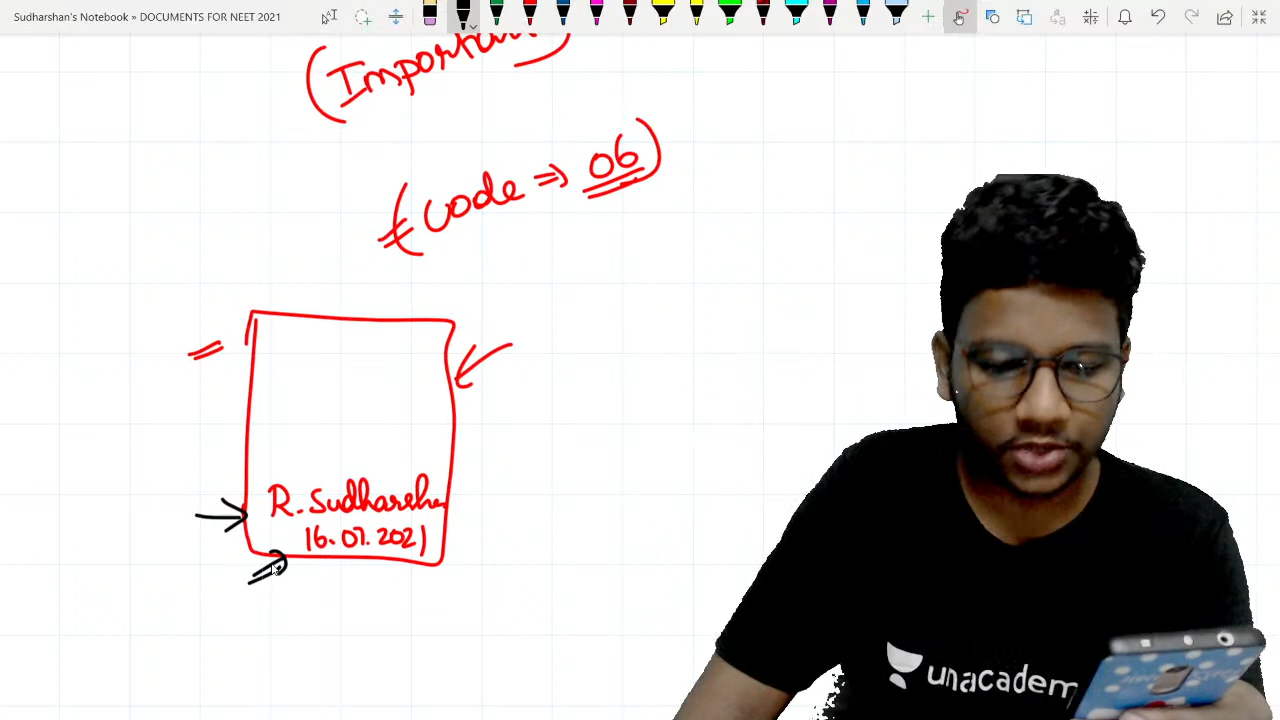 Sudharshan's Notebook » DOCUMENTS FOR NEET 2021
(Important)
(code ⇒ 06)
R. Sudharshan
16.07.2021
unacadem